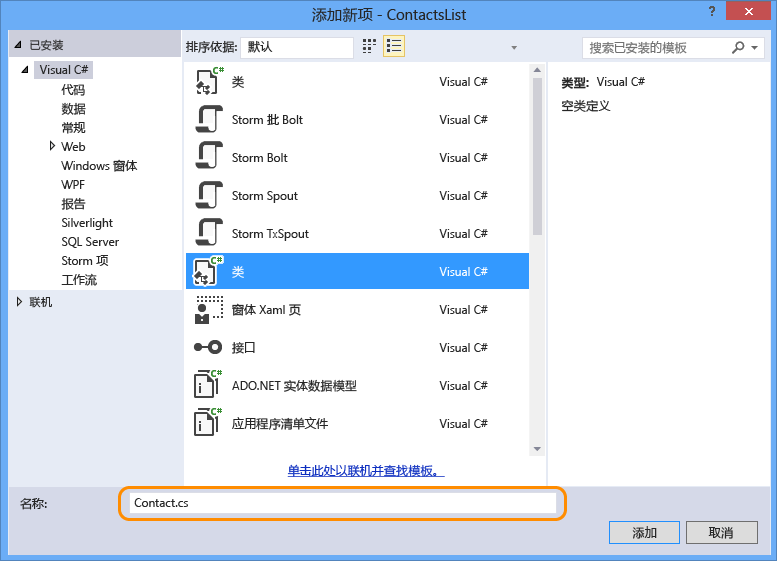 添加新项 - ContactsList
?
已安装
Visual C#
代码
数据
常规
Web
Windows 窗体
WPF
报告
Silverlight
SQL Server
Storm 项
工作流
联机
排序依据: 默认
类 Visual C#
Storm 批 Bolt Visual C#
Storm Bolt Visual C#
Storm Spout Visual C#
Storm TxSpout Visual C#
类 Visual C#
窗体 Xaml 页 Visual C#
接口 Visual C#
ADO.NET 实体数据模型 Visual C#
应用程序清单文件 Visual C#
单击此处以联机并查找模板。
搜索已安装的模板
类型: Visual C#
空类定义
名称: Contact.cs
添加 取消